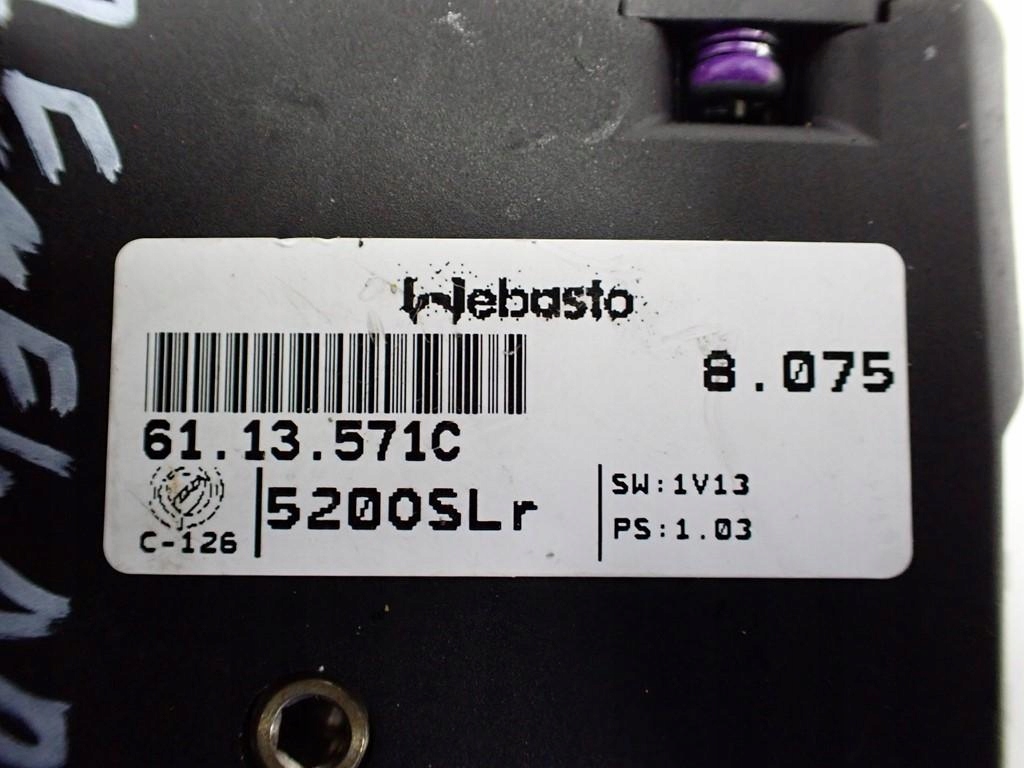 Webasto
8.075
61.13.571C
C-126
5200SLr
SW:1V13
PS:1.03